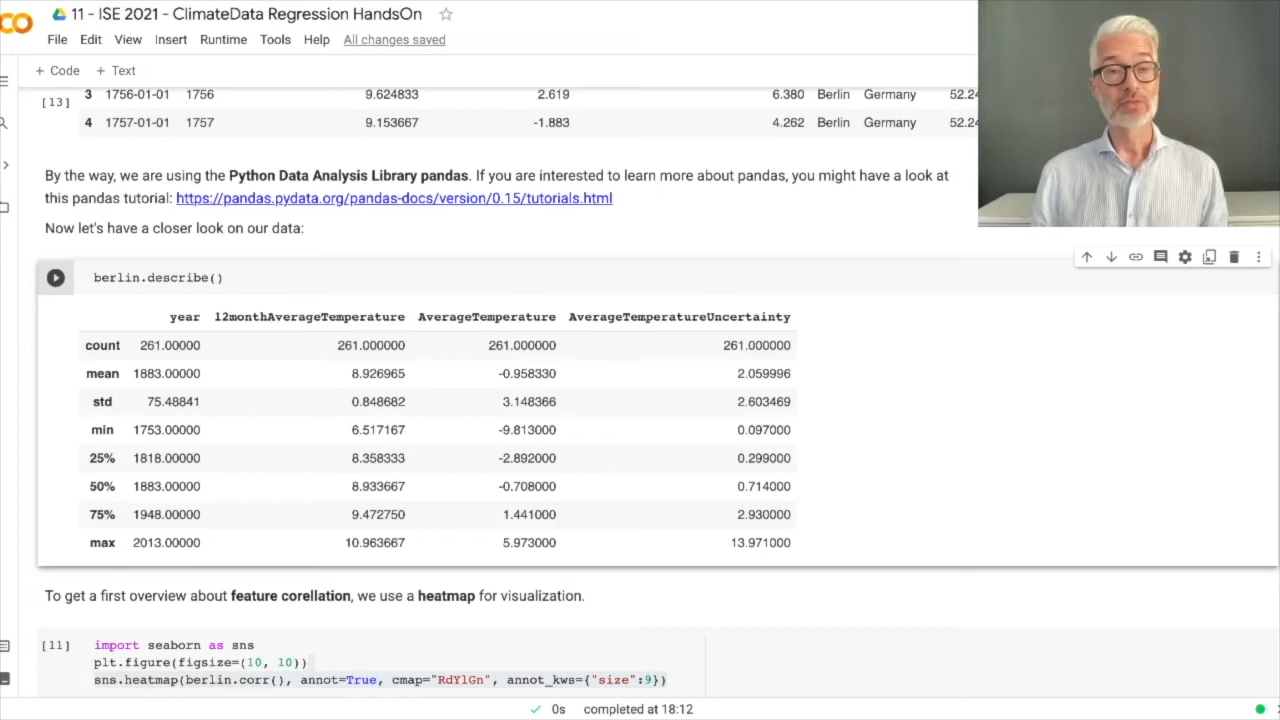 CO
11 - ISE 2021 - ClimateData Regression HandsOn
File Edit View Insert Runtime Tools Help All changes saved
+ Code + Text
[13]
3 1756-01-01 1756 9.624833 2.619 6.380 Berlin Germany 52.24
4 1757-01-01 1757 9.153667 -1.883 4.262 Berlin Germany 52.24
By the way, we are using the Python Data Analysis Library pandas. If you are interested to learn more about pandas, you might have a look at
this pandas tutorial: https://pandas.pydata.org/pandas-docs/version/0.15/tutorials.html
Now let's have a closer look on our data:
berlin.describe()
year 12monthAverageTemperature AverageTemperature AverageTemperatureUncertainty
count 261.00000 261.000000 261.000000 261.000000
mean 1883.00000 8.926965 -0.958330 2.059996
std 75.48841 0.848682 3.148366 2.603469
min 1753.00000 6.517167 -9.813000 0.097000
25% 1818.00000 8.358333 -2.892000 0.299000
50% 1883.00000 8.933667 -0.708000 0.714000
75% 1948.00000 9.472750 1.441000 2.930000
max 2013.00000 10.963667 5.973000 13.971000
To get a first overview about feature corellation, we use a heatmap for visualization.
[11] import seaborn as sns
plt.figure(figsize=(10, 10))
sns.heatmap(berlin.corr(), annot=True, cmap="RdYlGn", annot_kws={"size":9})
0s completed at 18:12